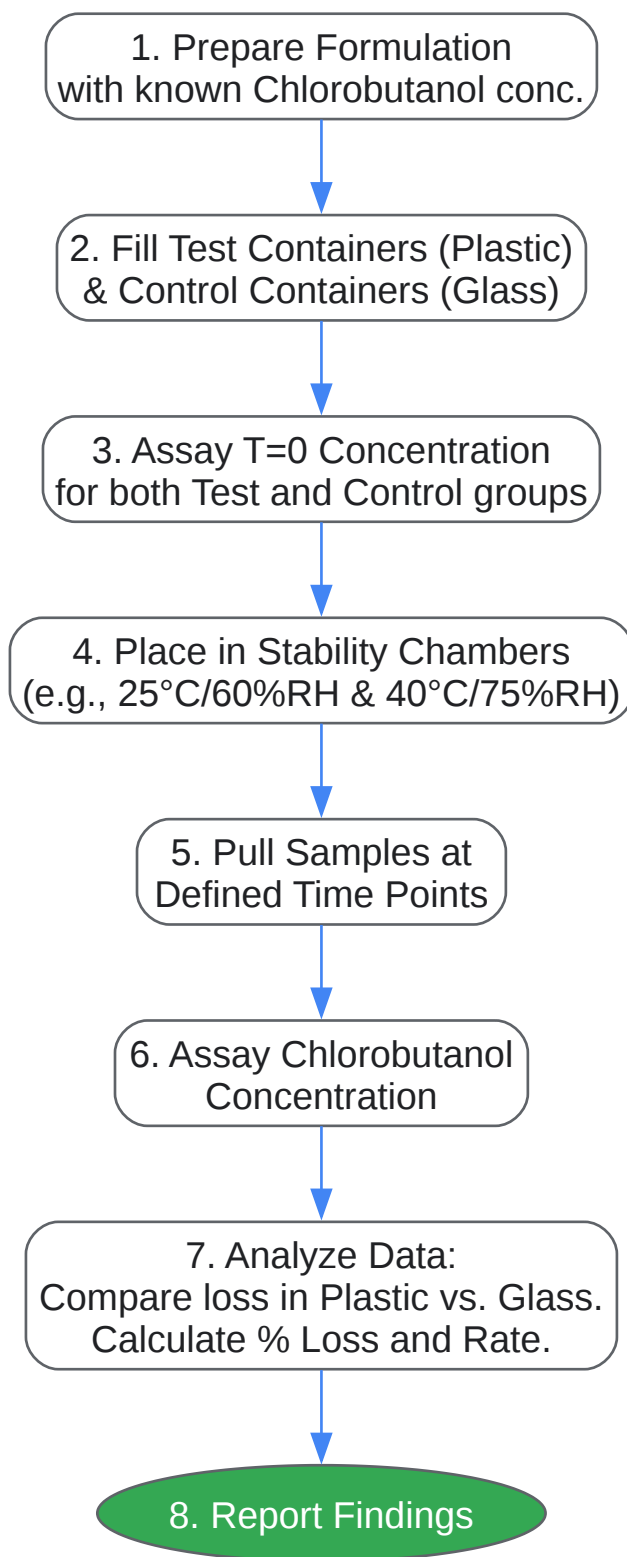 1. Prepare Formulation
with known Chlorobutanol conc.
2. Fill Test Containers (Plastic)
& Control Containers (Glass)
3. Assay T=0 Concentration
for both Test and Control groups
4. Place in Stability Chambers
(e.g., 25°C/60%RH & 40°C/75%RH)
5. Pull Samples at
Defined Time Points
6. Assay Chlorobutanol
Concentration
7. Analyze Data:
Compare loss in Plastic vs. Glass.
Calculate % Loss and Rate.
8. Report Findings